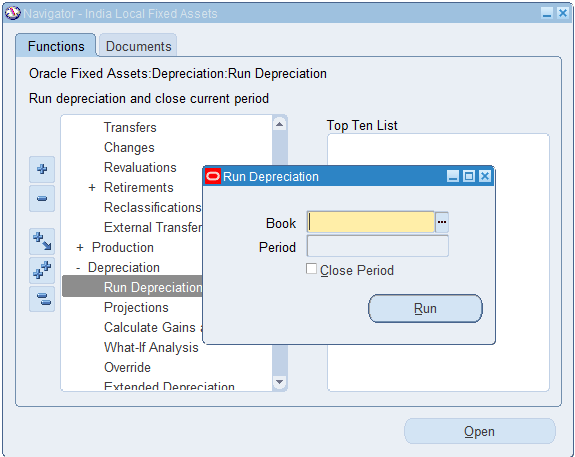 Navigator - India Local Fixed Assets
Functions
Documents
Oracle Fixed Assets:Depreciation:Run Depreciation
Run depreciation and close current period
Top Ten List
Transfers
Changes
Revaluations
+ Retirements
Reclassifications
External Transfer
+ Production
- Depreciation
Run Depreciation
Projections
Calculate Gains
What-If Analysis
Override
Extended Depreciation
Run Depreciation
Book
...
Period
Close Period
Run
Open